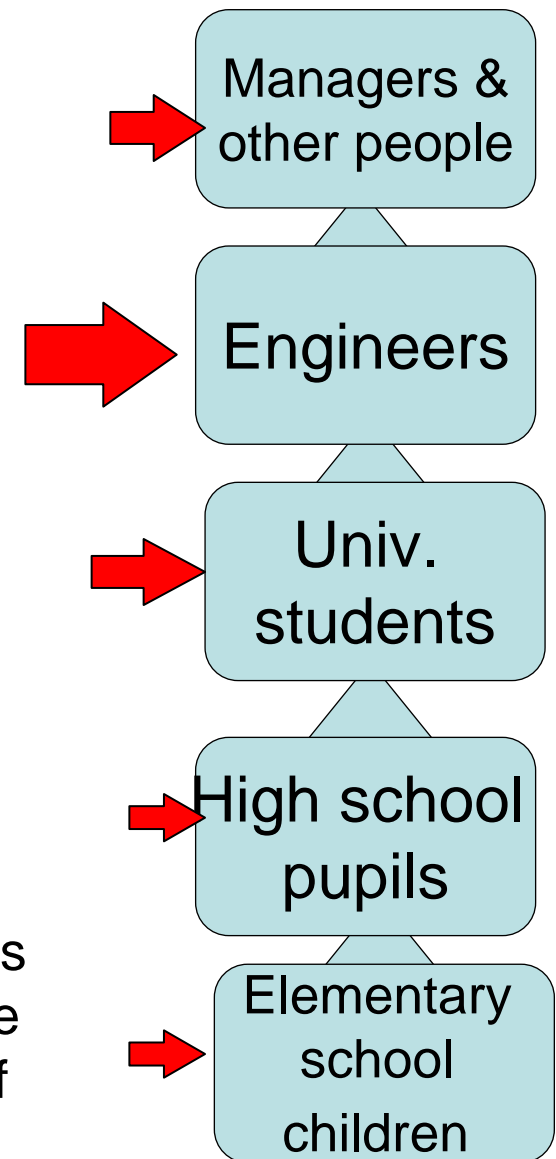 Managers &
other people
Engineers
Univ.
students
High school
pupils
Elementary
school
children